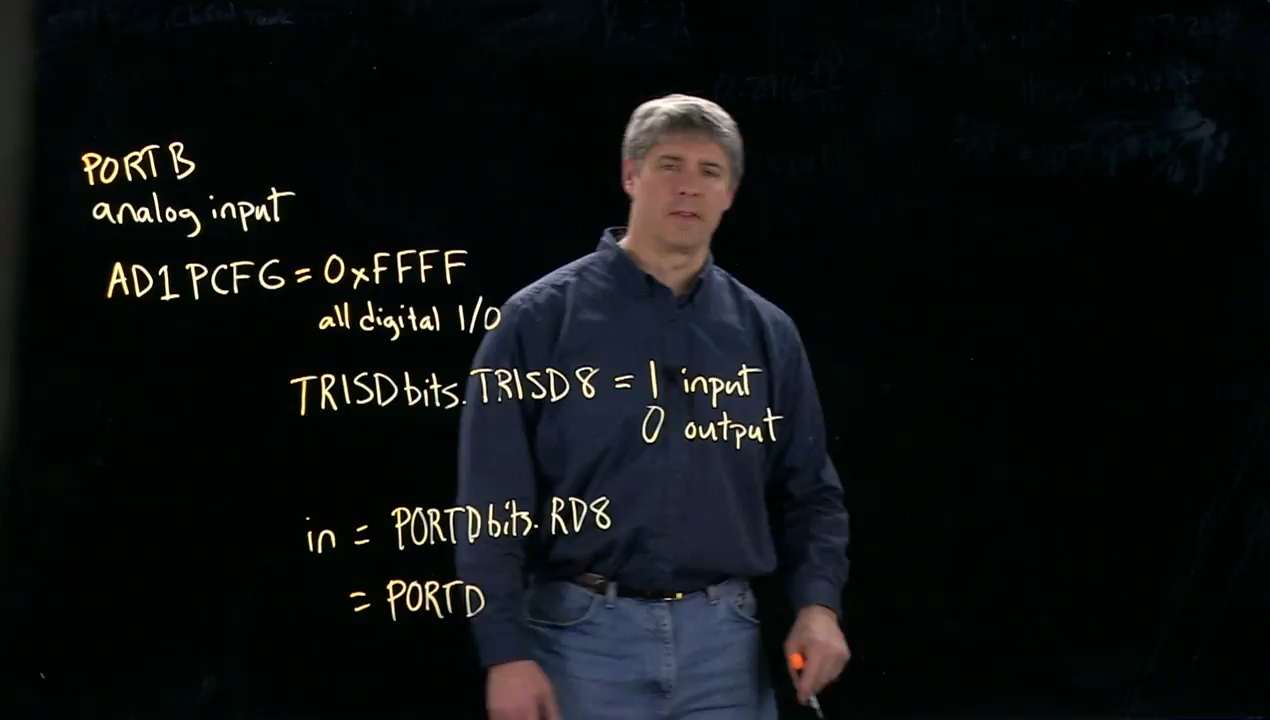 PORTB
analog input
AD1PCFG = 0xFFFF
all digital I/O
TRISDbits.TRISD8 = 1 input
0 output
in = PORTDbits.RD8
= PORTD